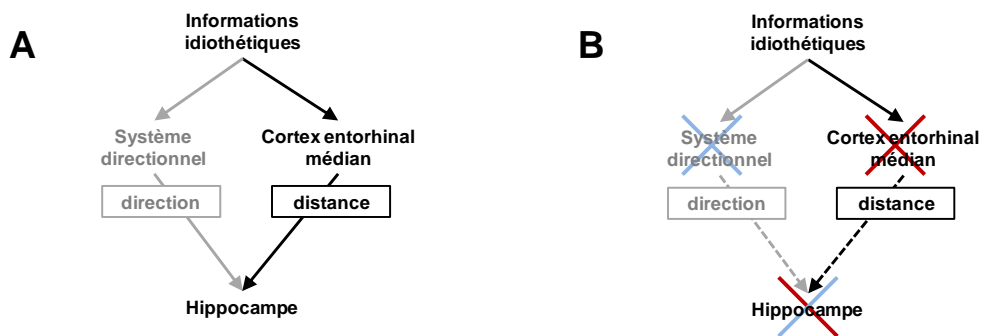 A
Informations
idiothétiques
Système
directionnel
Cortex entorhinal
médian
direction
distance
Hippocampe
B
Informations
idiothétiques
Système
directionnel
Cortex entorhinal
médian
direction
distance
Hippocampe